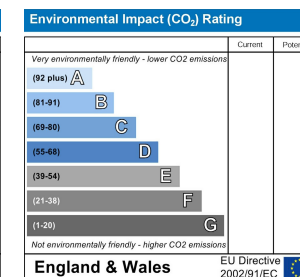 Environmental Impact (CO₂) Rating
Current Poten
Very environmentally friendly - lower CO2 emissions
(92 plus) A
(81-91) B
(69-80) C
(55-68) D
(39-54) E
(21-38) F
(1-20) G
Not environmentally friendly - higher CO2 emissions
England & Wales
EU Directive
2002/91/EC